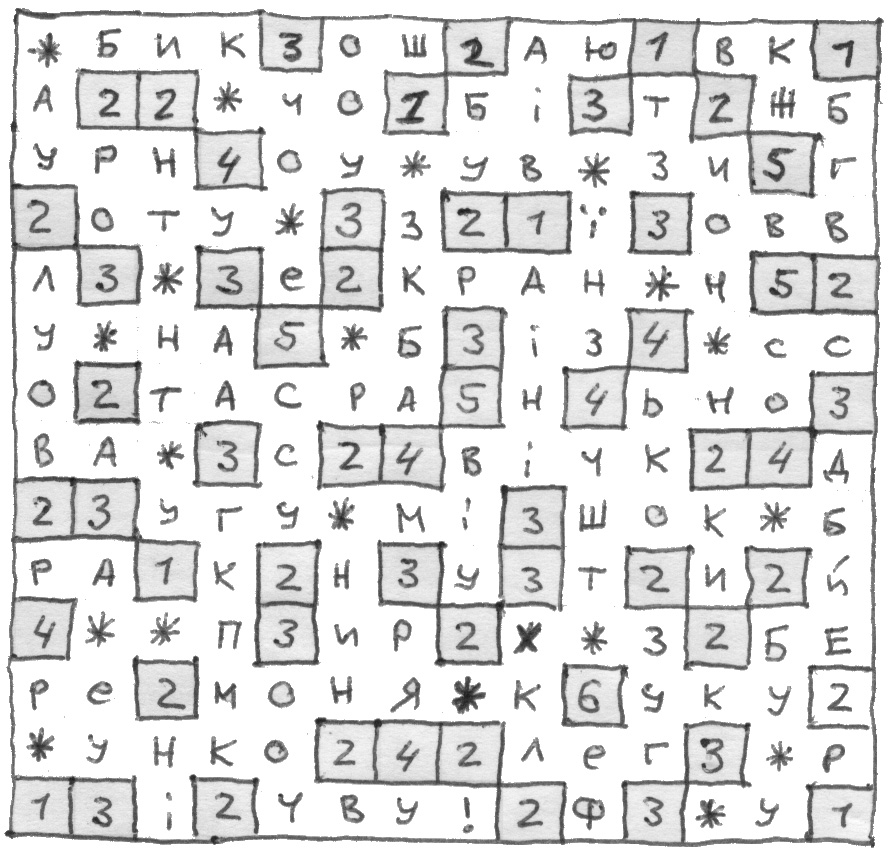 * Б И К 3 О Ш 2 А Ю 1 В К 1
А 2 2 * Ч О 1 Б і 3 Т 2 Ж Б
У Р Н 4 О У * У В * З И 5 Г
2 О Т У * 3 З 2 1 ї 3 О В В
Л 3 * 3 е 2 К Р А Н * Н 5 2
У * Н А 5 * Б 3 і З 4 * С С
О 2 Т А С Р А 5 Н 4 Ь Н О 3
В А * 3 С 2 4 В і Ч К 2 4 Д
2 3 У Г У * М і 3 Ш О К * Б
Р А 1 К 2 Н 3 У 3 Т 2 И 2 Й
4 * * П 3 И Р 2 * * З 2 Б Е
Р е 2 М О Н Я * К 6 У К У 2
* У Н К О 2 4 2 Л е Г 3 * Р
1 3 і 2 Ч В У ! 2 Ф 3 * У 1